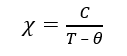 χ = C / (T − θ)